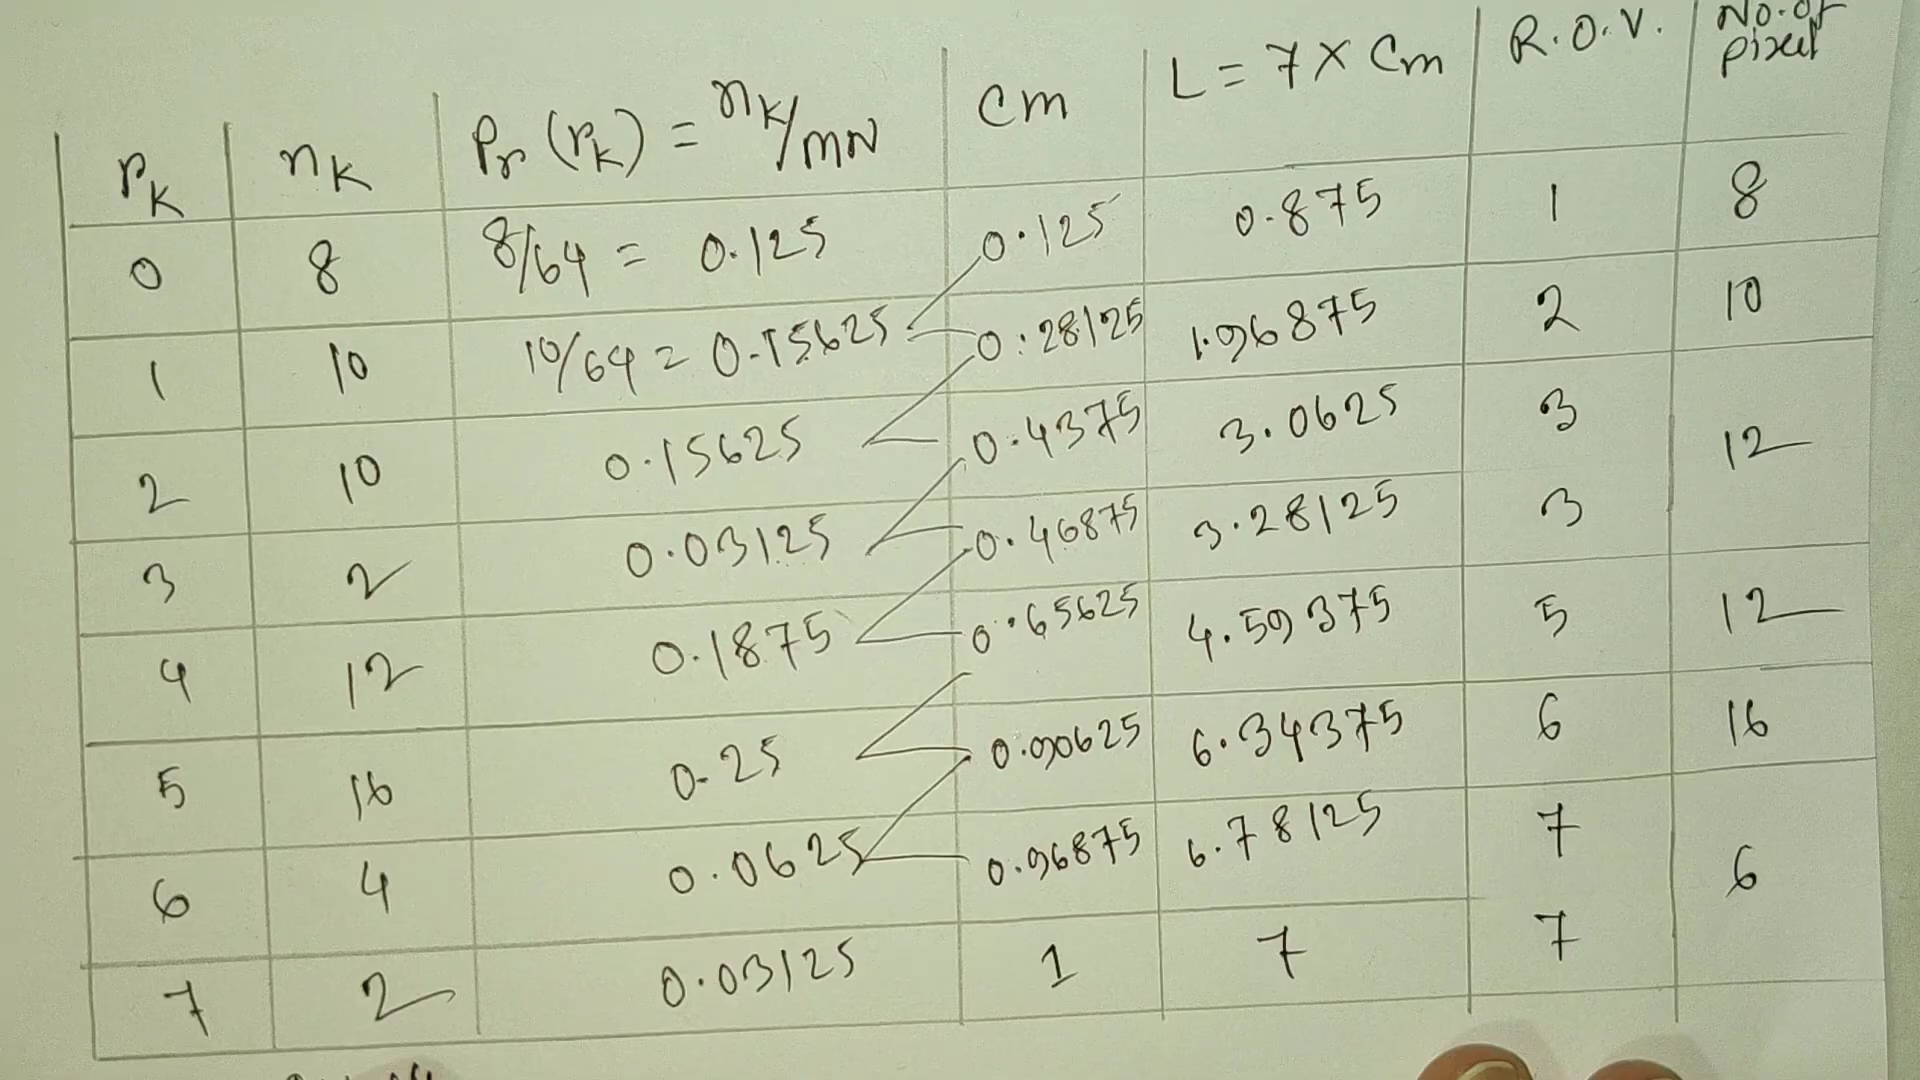 rK | nK | Pr (rK) = nK/MN | Cm | L = 7 X Cm | R.O.V. | No. of pixel
0 | 8 | 8/64 = 0.125 | 0.125 | 0.875 | 1 | 8
1 | 10 | 10/64 = 0.15625 | 0.28125 | 1.96875 | 2 | 10
2 | 10 | 0.15625 | 0.4375 | 3.0625 | 3 | 12
3 | 2 | 0.03125 | 0.46875 | 3.28125 | 3
4 | 12 | 0.1875 | 0.65625 | 4.59375 | 5 | 12
5 | 16 | 0.25 | 0.90625 | 6.34375 | 6 | 16
6 | 4 | 0.0625 | 0.96875 | 6.78125 | 7 | 6
7 | 2 | 0.03125 | 1 | 7 | 7